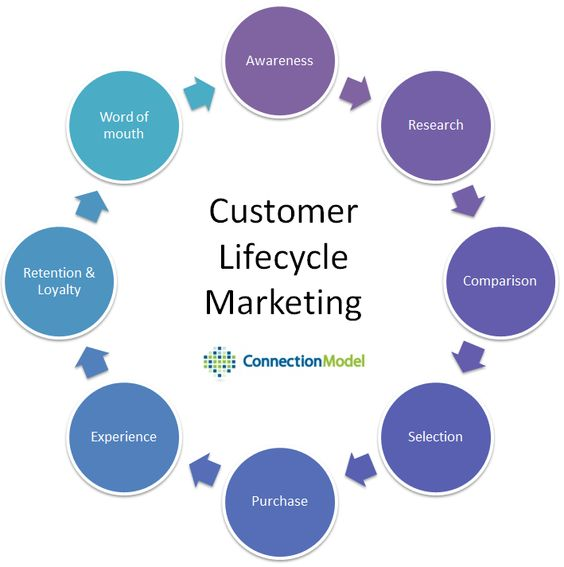 Awareness
Research
Comparison
Selection
Purchase
Experience
Retention &
Loyalty
Word of
mouth
Customer
Lifecycle
Marketing
ConnectionModel